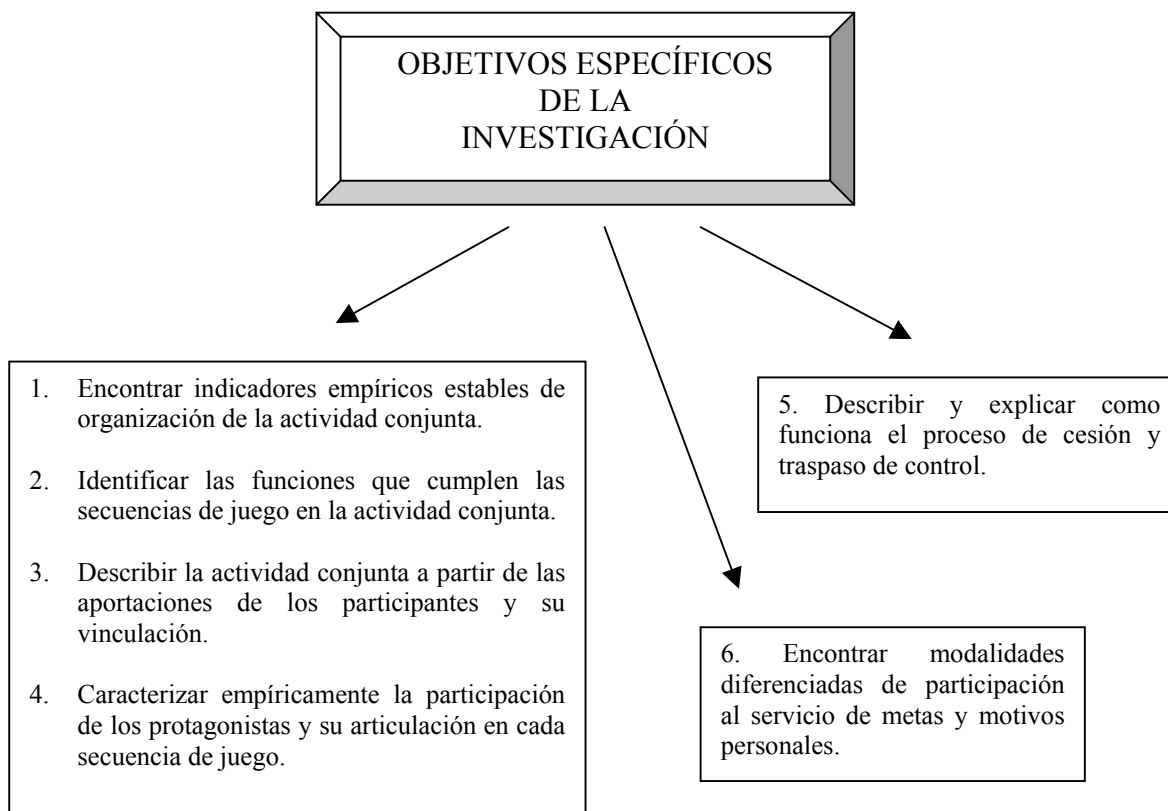 OBJETIVOS ESPECÍFICOS
DE LA
INVESTIGACIÓN
1. Encontrar indicadores empíricos estables de
organización de la actividad conjunta.
2. Identificar las funciones que cumplen las
secuencias de juego en la actividad conjunta.
3. Describir la actividad conjunta a partir de las
aportaciones de los participantes y su
vinculación.
4. Caracterizar empíricamente la participación
de los protagonistas y su articulación en cada
secuencia de juego.
5. Describir y explicar como
funciona el proceso de cesión y
traspaso de control.
6. Encontrar modalidades
diferenciadas de participación
al servicio de metas y motivos
personales.